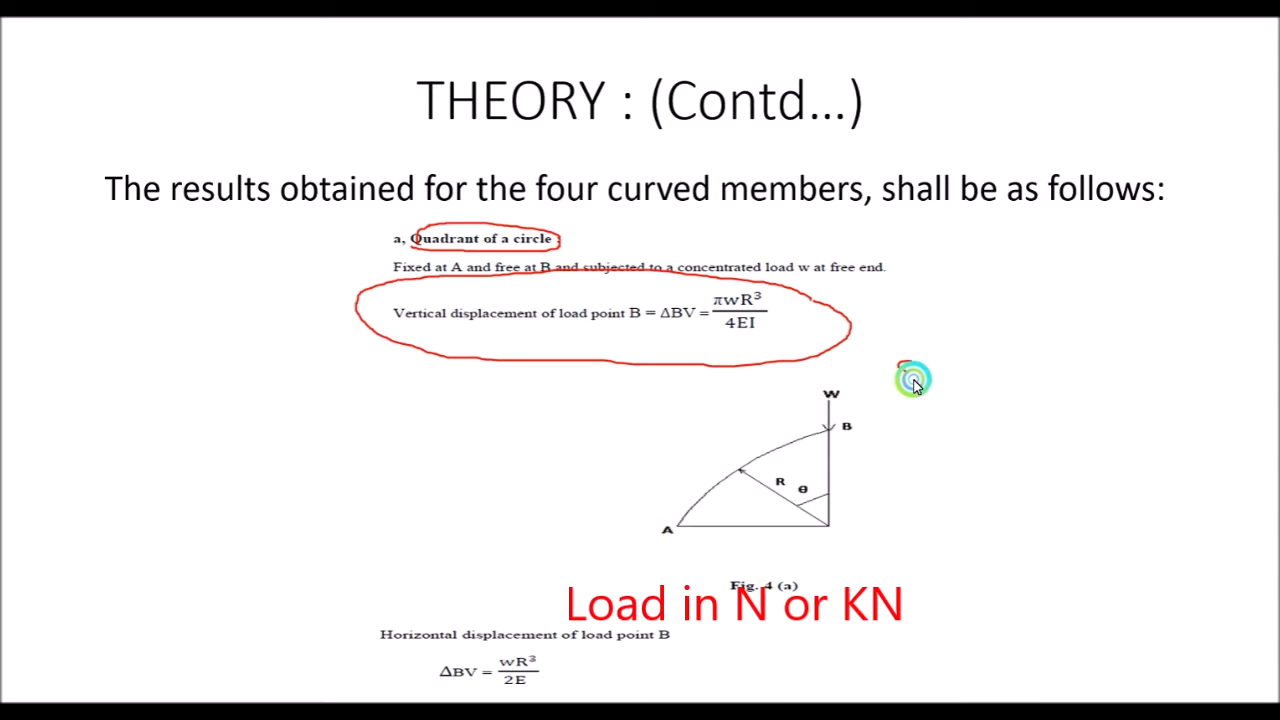 THEORY : (Contd...)
The results obtained for the four curved members, shall be as follows:
a, Quadrant of a circle :
Fixed at A and free at B and subjected to a concentrated load w at free end.
Vertical displacement of load point B = ΔBV = πwR³/4EI
W
B
R
θ
A
Fig. 4 (a)
Load in N or KN
Horizontal displacement of load point B
ΔBV = wR³/2E